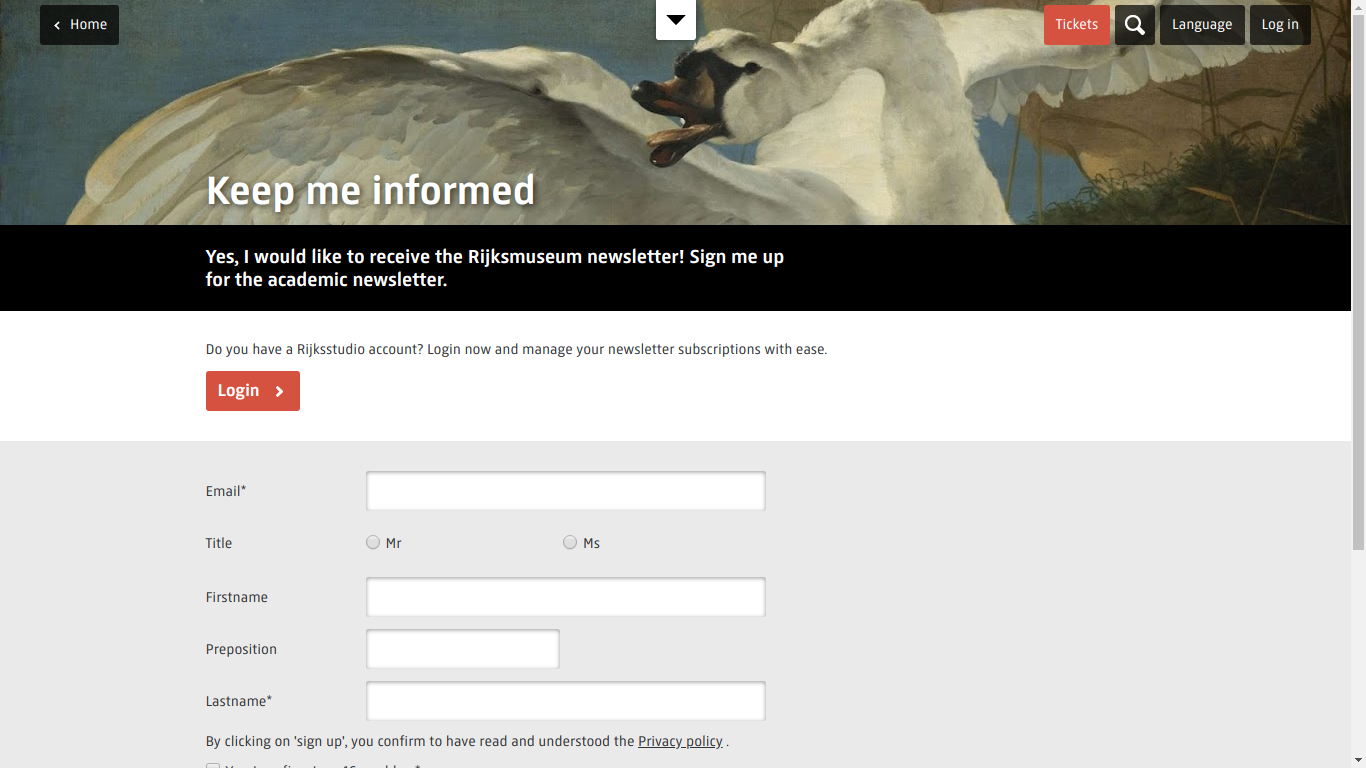 Home
Tickets
Language
Log in
Keep me informed
Yes, I would like to receive the Rijksmuseum newsletter! Sign me up
for the academic newsletter.
Do you have a Rijksstudio account? Login now and manage your newsletter subscriptions with ease.
Login
Email*
Title
Mr
Ms
Firstname
Preposition
Lastname*
By clicking on 'sign up', you confirm to have read and understood the Privacy policy .